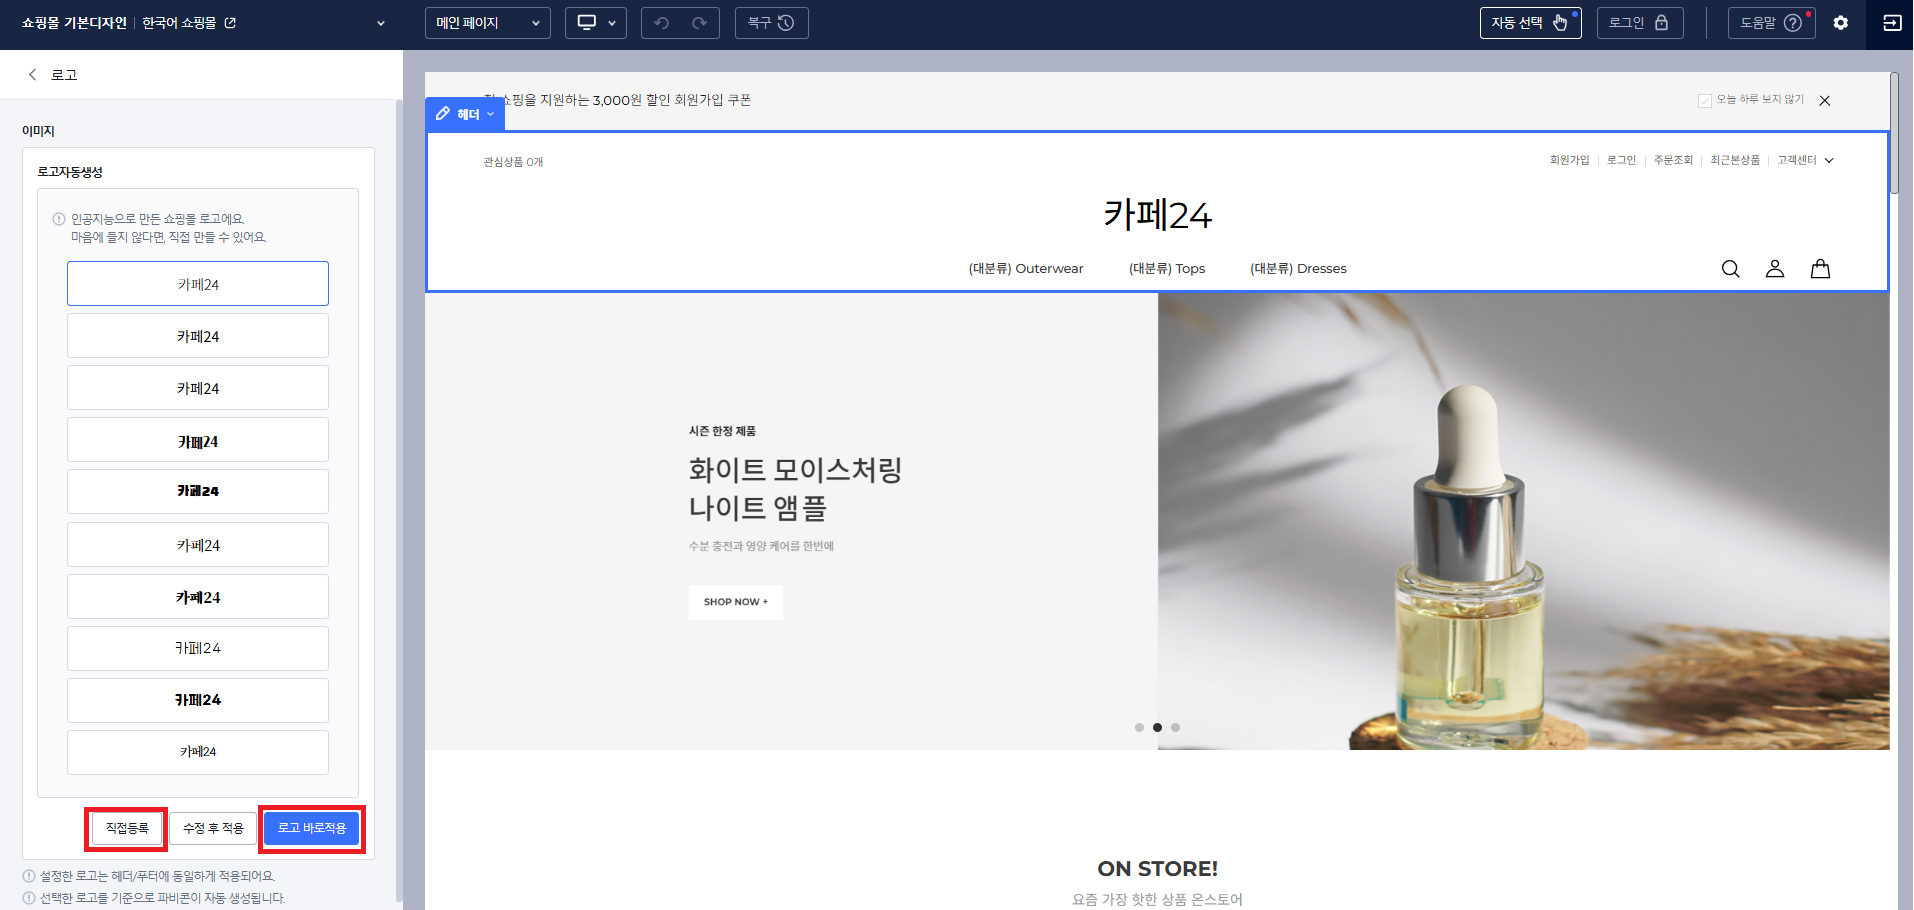 쇼핑몰 기본디자인 한국어 쇼핑몰
메인 페이지
복구
자동 선택
로그인
도움말
로고
이미지
로고자동생성
인공지능으로 만든 쇼핑몰 로고예요.
마음에 들지 않다면, 직접 만들 수 있어요.
카페24
카페24
카페24
카페24
카페24
카페24
카페24
카페24
카페24
카페24
직접등록
수정 후 적용
로고 바로적용
설정한 로고는 헤더/푸터에 동일하게 적용되어요.
선택한 로고를 기준으로 파비콘이 자동 생성됩니다.
쇼핑을 지원하는 3,000원 할인 회원가입 쿠폰
오늘 하루 보지 않기
헤더
관심상품 0개
회원가입
로그인
주문조회
최근본상품
고객센터
카페24
(대분류) Outerwear
(대분류) Tops
(대분류) Dresses
시즌 한정 제품
화이트 모이스처링
나이트 앰플
수분 충전과 영양 케어를 한번에
SHOP NOW +
ON STORE!
요즘 가장 핫한 상품 온스토어